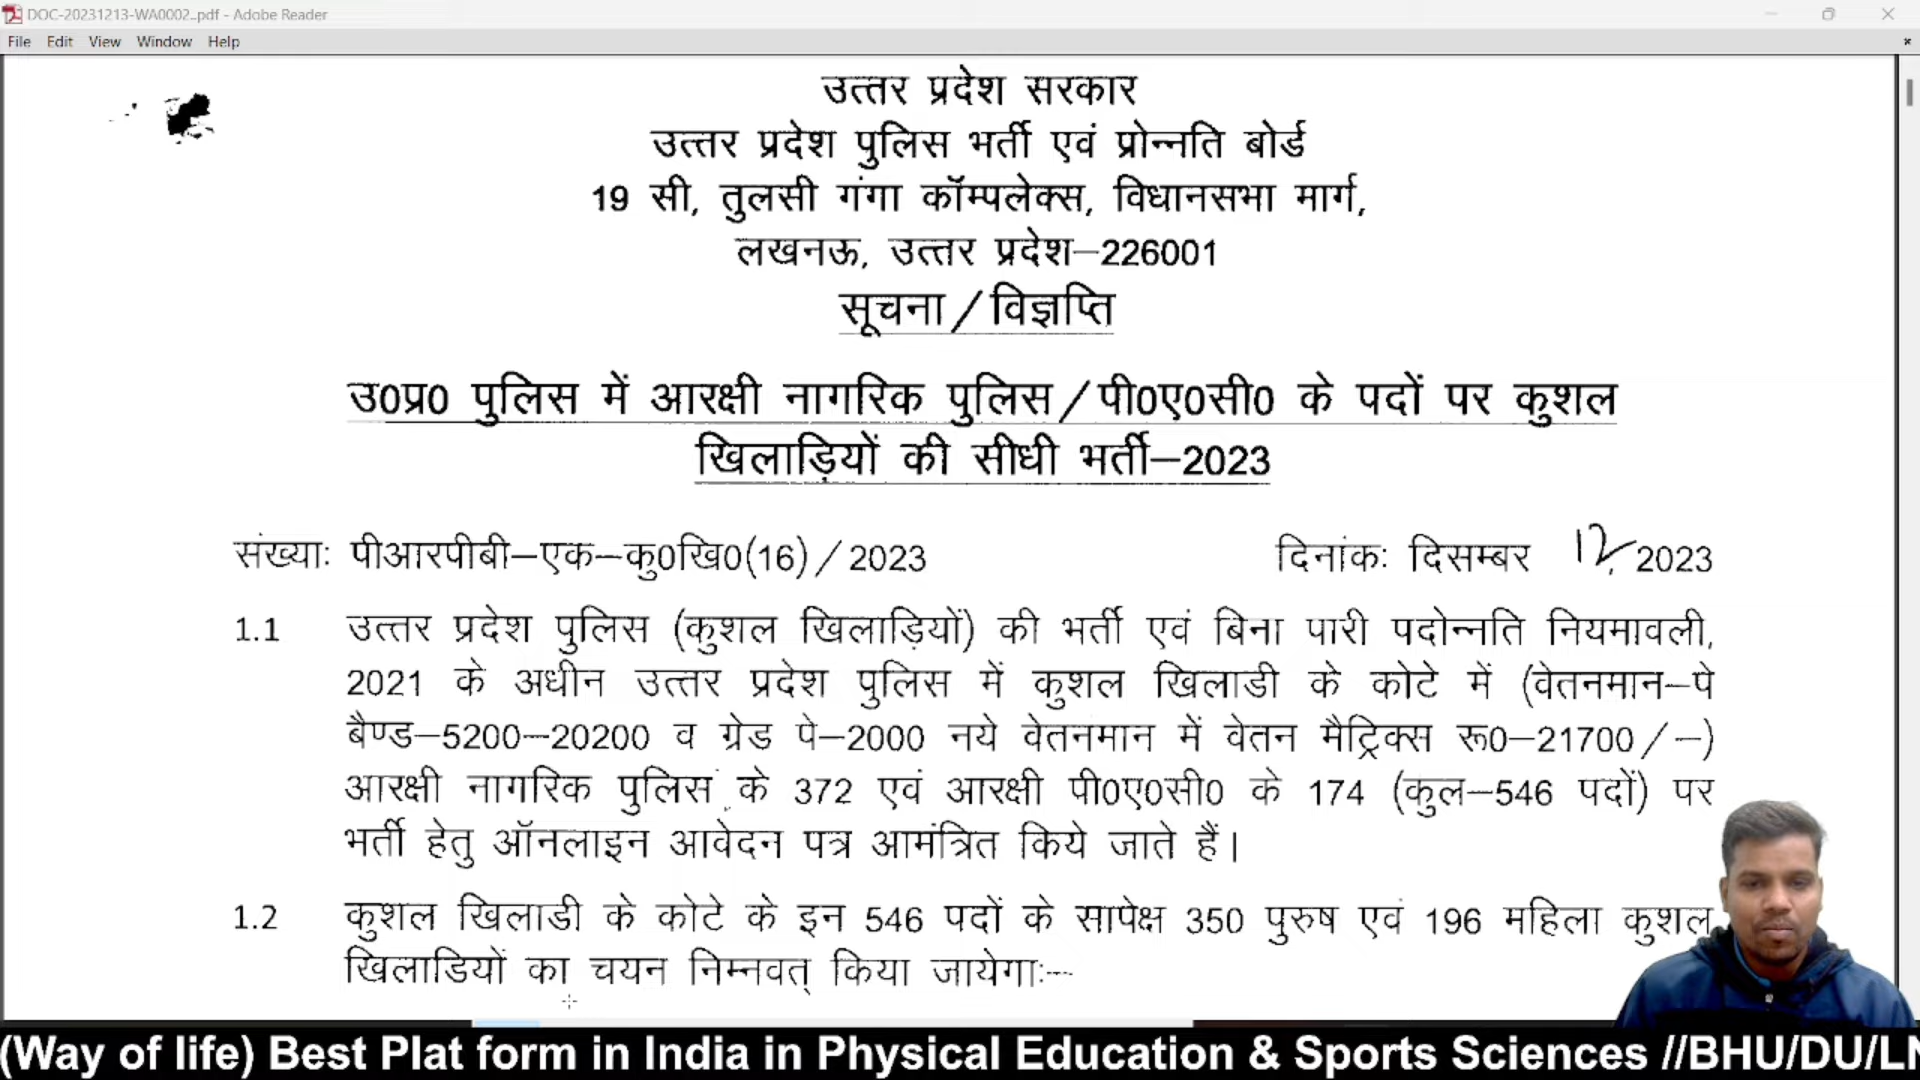 DOC-20231213-WA0002..pdf - Adobe Reader
File Edit View Window Help
उत्तर प्रदेश सरकार
उत्तर प्रदेश पुलिस भर्ती एवं प्रोन्नति बोर्ड
19 सी, तुलसी गंगा कॉम्पलेक्स, विधानसभा मार्ग,
लखनऊ, उत्तर प्रदेश–226001
सूचना/विज्ञप्ति
उ0प्र0 पुलिस में आरक्षी नागरिक पुलिस/पी0ए0सी0 के पदों पर कुशल
खिलाड़ियों की सीधी भर्ती–2023
संख्याः पीआरपीबी–एक–कु0खि0(16)/2023 दिनांकः दिसम्बर 12, 2023
1.1 उत्तर प्रदेश पुलिस (कुशल खिलाड़ियों) की भर्ती एवं बिना पारी पदोन्नति नियमावली,
2021 के अधीन उत्तर प्रदेश पुलिस में कुशल खिलाडी के कोटे में (वेतनमान–पे
बैण्ड–5200–20200 व ग्रेड पे–2000 नये वेतनमान में वेतन मैट्रिक्स रू0–21700/–)
आरक्षी नागरिक पुलिस के 372 एवं आरक्षी पी0ए0सी0 के 174 (कुल–546 पदों) पर
भर्ती हेतु ऑनलाइन आवेदन पत्र आमंत्रित किये जाते हैं।
1.2 कुशल खिलाडी के कोटे के इन 546 पदों के सापेक्ष 350 पुरुष एवं 196 महिला कुशल
खिलाडियों का चयन निम्नवत् किया जायेगाः–
(Way of life) Best Plat form in India in Physical Education & Sports Sciences //BHU/DU/LN